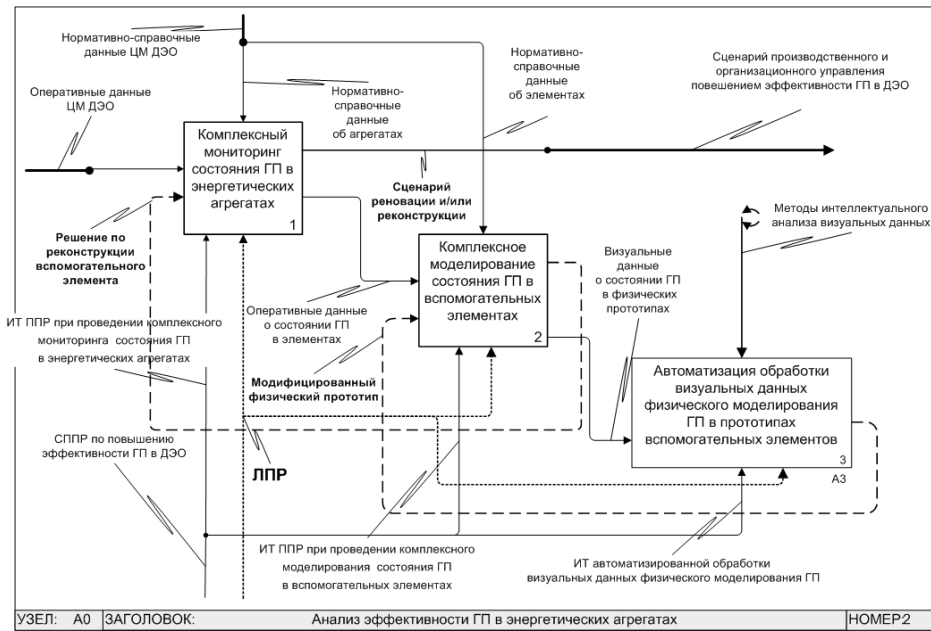 Нормативно-справочные
данные ЦМ ДЭО
Оперативные данные
ЦМ ДЭО
Нормативно-
справочные
данные
об агрегатах
Нормативно-
справочные
данные
об элементах
Сценарий производственного и
организационного управления
повешением эффективности ГП в ДЭО
Комплексный
мониторинг
состояния ГП в
энергетических
агрегатах
1
Сценарий
реновации и/или
реконструкции
Методы интеллектуального
анализа визуальных данных
Решение по
реконструкции
вспомогательного
элемента
Комплексное
моделирование
состояния ГП в
вспомогательных
элементах
2
Визуальные
данные
о состоянии ГП
в физических
прототипах
Оперативные данные
о состоянии ГП
в элементах
ИТ ППР при проведении комплексного
мониторинга состояния ГП
в энергетических агрегатах
Модифицированный
физический прототип
Автоматизация обработки
визуальных данных
физического моделирования
ГП в прототипах
вспомогательных элементов
3
А3
СППР по повышению
эффективности ГП в ДЭО
ЛПР
ИТ ППР при проведении комплексного
моделирования состояния ГП
в вспомогательных элементах
ИТ автоматизированной обработки
визуальных данных физического моделирования ГП
УЗЕЛ: А0 ЗАГОЛОВОК: Анализ эффективности ГП в энергетических агрегатах НОМЕР:2